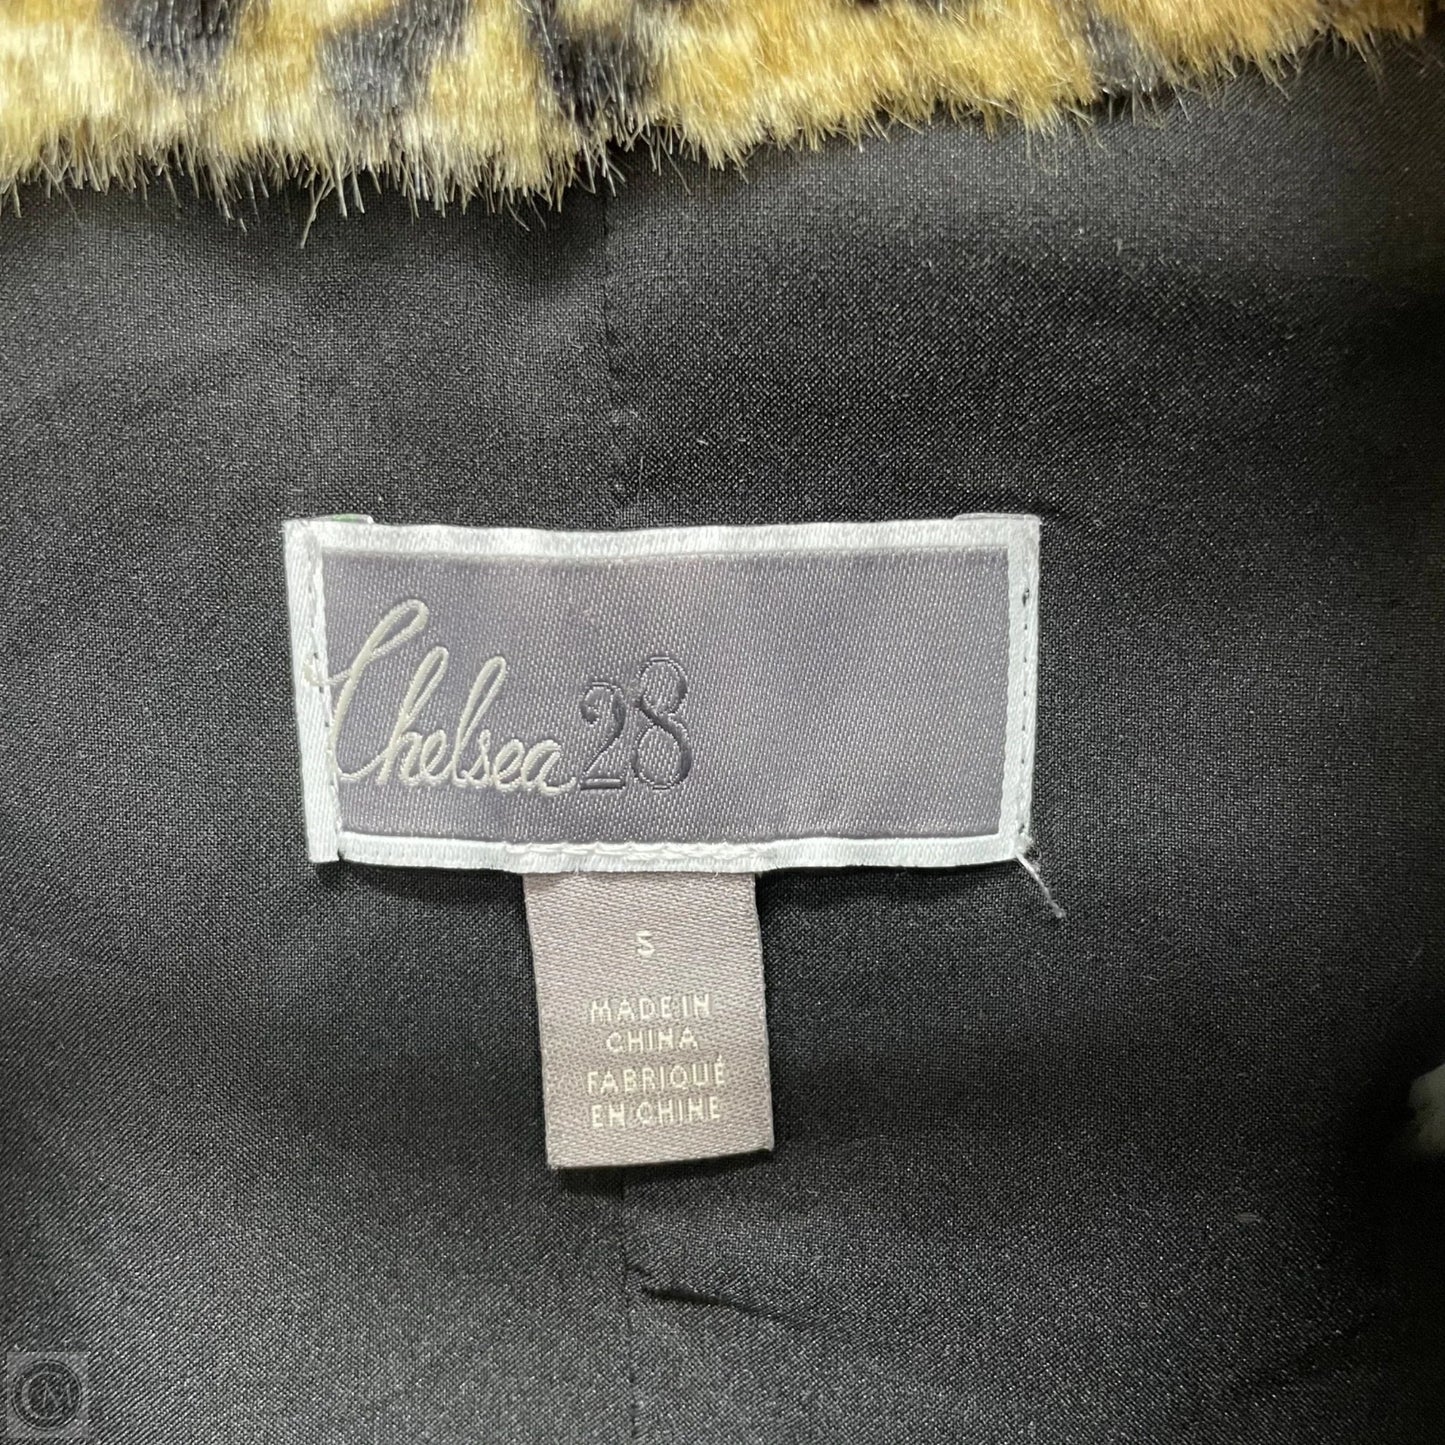 Chelsea28
S
MADE IN
CHINA
FABRIQUÉ
EN CHINE